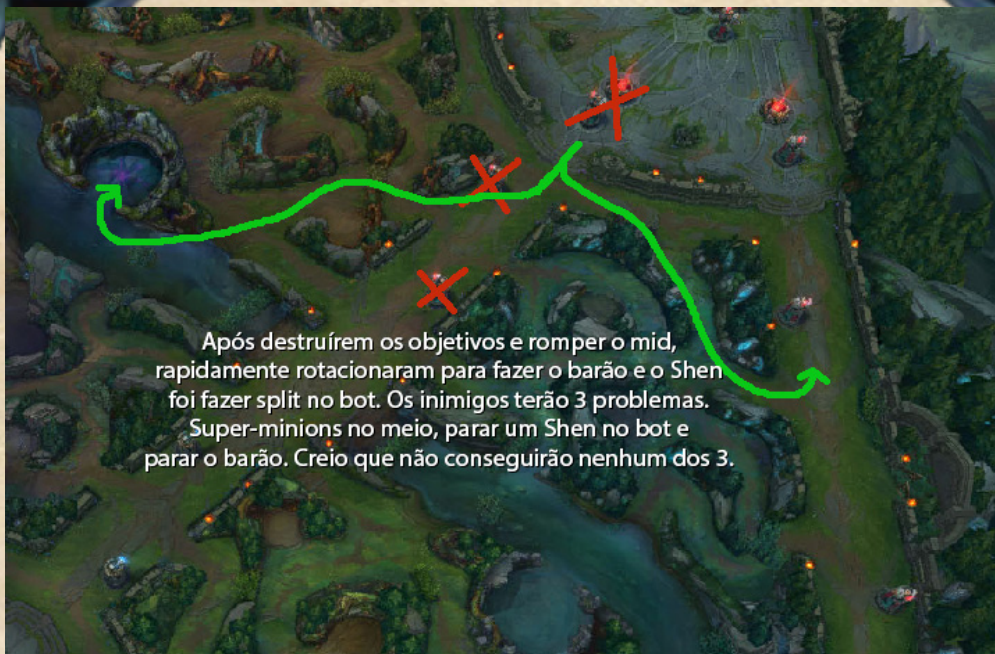 Após destruírem os objetivos e romper o mid,
rapidamente rotacionaram para fazer o barão e o Shen
foi fazer split no bot. Os inimigos terão 3 problemas.
Super-minions no meio, parar um Shen no bot e
parar o barão. Creio que não conseguirão nenhum dos 3.